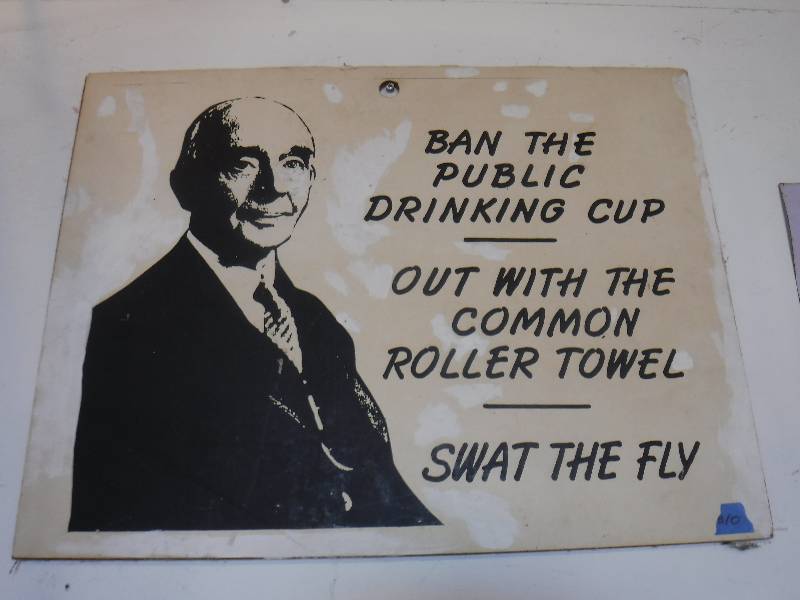 BAN THE
PUBLIC
DRINKING CUP
OUT WITH THE
COMMON
ROLLER TOWEL
SWAT THE FLY